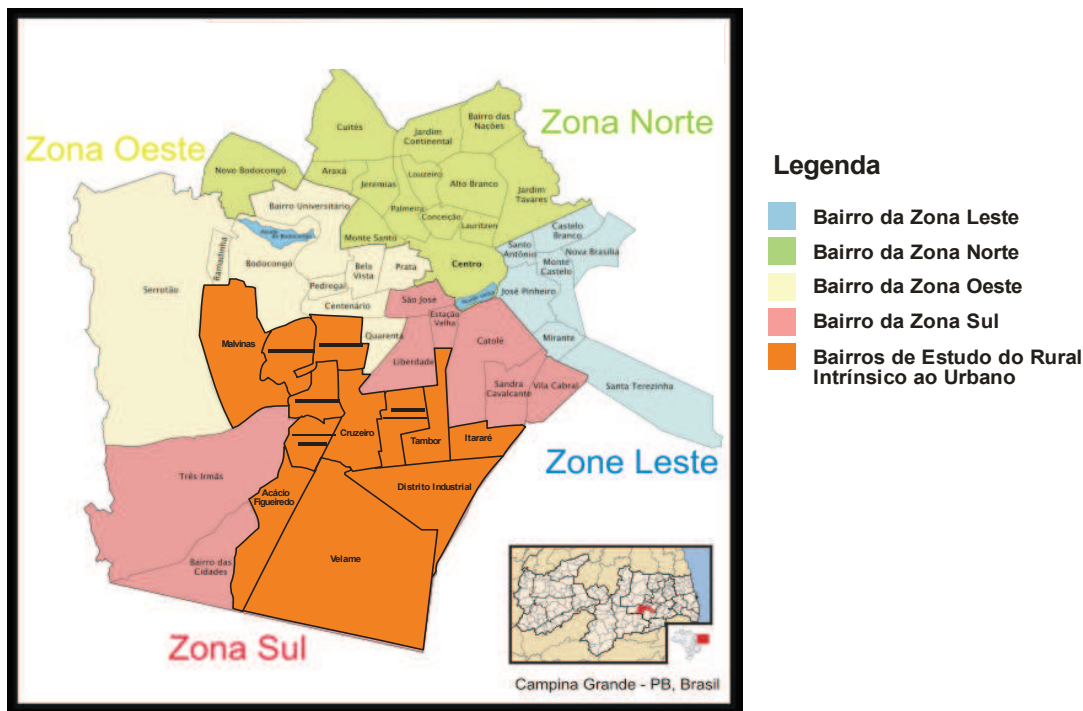 Zona Oeste
Zona Norte
Cuités
Jardim
Continental
Bairro das
Nações
Novo Bodocongó
Araxá
Jeremias
Louzeiro
Alto Branco
Jardim
Tavares
Palmeira
Conceição
Lauritzen
Bairro Universitário
Monte Santo
Centro
Ramadinha
Bodocongó
Bela
Vista
Prata
Pedregal
Centenário
Serrotão
Quarenta
Santo
Antônio
Castelo
Branco
Nova Brasília
Monte
Castelo
José Pinheiro
Mirante
Santa Terezinha
São José
Estação
Velha
Liberdade
Catolé
Sandra
Cavalcante
Vila Cabral
Malvinas
Cruzeiro
Tambor
Itararé
Distrito Industrial
Acácio
Figueiredo
Velame
Três Irmãs
Bairro das
Cidades
Zone Leste
Zona Sul
Campina Grande - PB, Brasil
Legenda
Bairro da Zona Leste
Bairro da Zona Norte
Bairro da Zona Oeste
Bairro da Zona Sul
Bairros de Estudo do Rural
Intrínsico ao Urbano